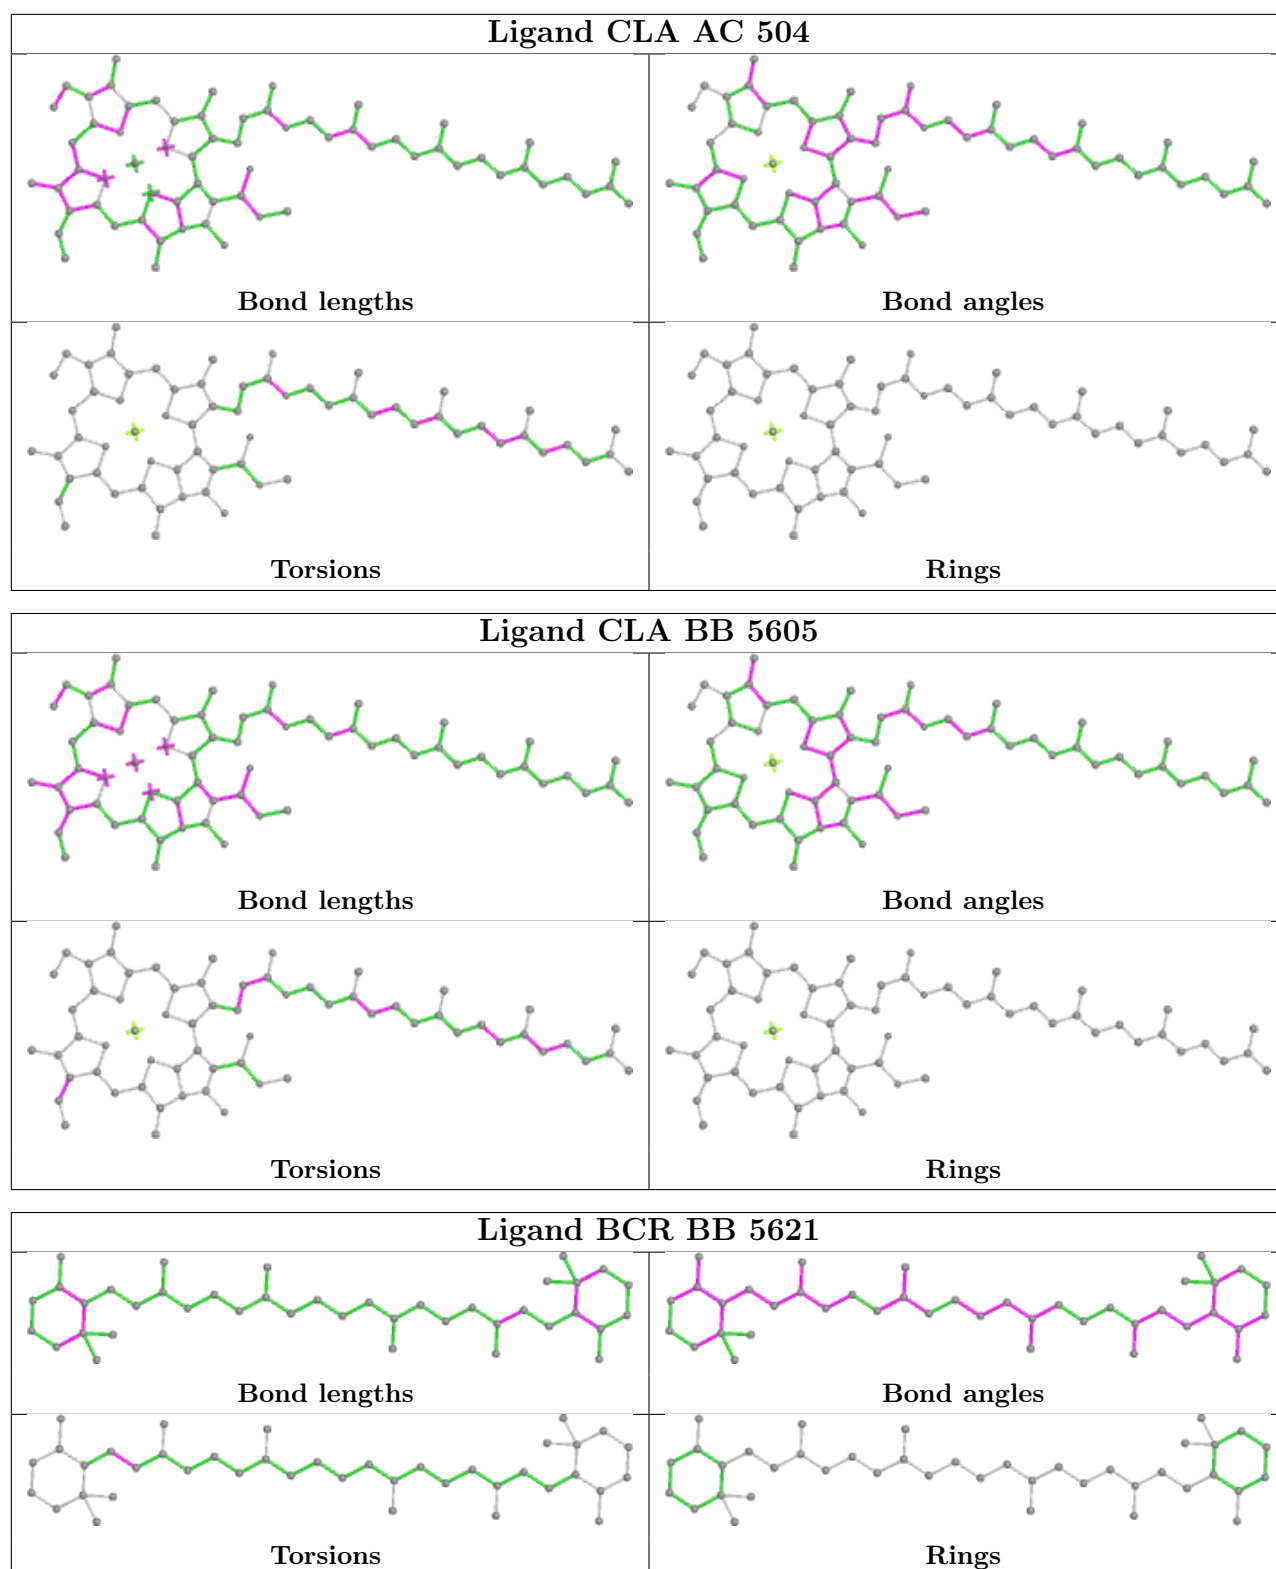 Ligand CLA AC 504
Bond lengths
Bond angles
Torsions
Rings
Ligand CLA BB 5605
Bond lengths
Bond angles
Torsions
Rings
Ligand BCR BB 5621
Bond lengths
Bond angles
Torsions
Rings